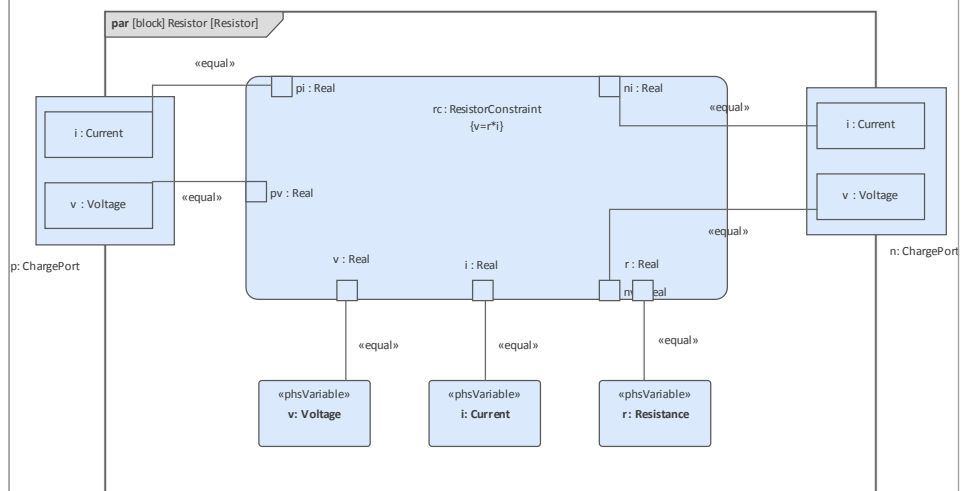 par [block] Resistor [Resistor]
«equal»
pi : Real
ni : Real
rc : ResistorConstraint
{v=r*i}
«equal»
i : Current
i : Current
v : Voltage
«equal»
pv : Real
v : Voltage
«equal»
p: ChargePort
n: ChargePort
v : Real
i : Real
r : Real
«equal»
«equal»
«equal»
«phsVariable»
v: Voltage
«phsVariable»
i: Current
«phsVariable»
r: Resistance